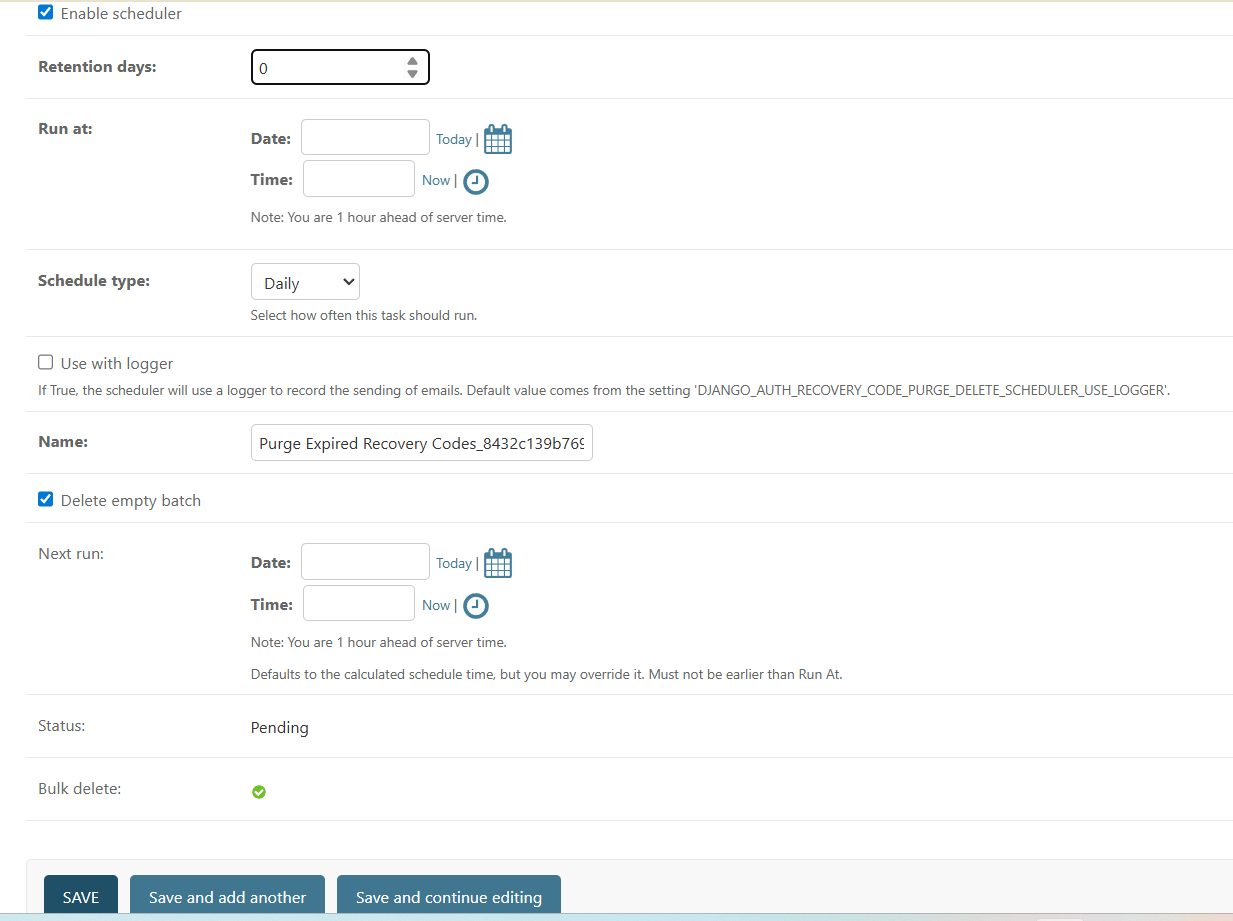 Enable scheduler
Retention days:
0
Run at:
Date:
Today |
Time:
Now |
Note: You are 1 hour ahead of server time.
Schedule type:
Daily
Select how often this task should run.
Use with logger
If True, the scheduler will use a logger to record the sending of emails. Default value comes from the setting 'DJANGO_AUTH_RECOVERY_CODE_PURGE_DELETE_SCHEDULER_USE_LOGGER'.
Name:
Purge Expired Recovery Codes_8432c139b769
Delete empty batch
Next run:
Date:
Today |
Time:
Now |
Note: You are 1 hour ahead of server time.
Defaults to the calculated schedule time, but you may override it. Must not be earlier than Run At.
Status:
Pending
Bulk delete:
SAVE
Save and add another
Save and continue editing